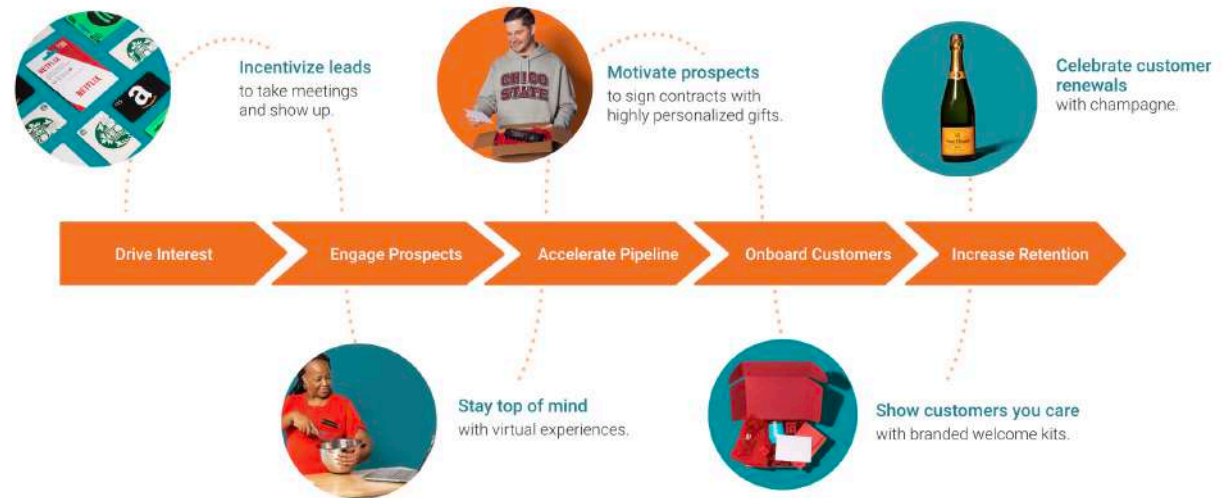 Incentivize leads
to take meetings
and show up.
Motivate prospects
to sign contracts with
highly personalized gifts.
Celebrate customer
renewals
with champagne.
NETFLIX
NETFLIX
CHICO
STATE
Drive Interest
Engage Prospects
Accelerate Pipeline
Onboard Customers
Increase Retention
Stay top of mind
with virtual experiences.
Show customers you care
with branded welcome kits.